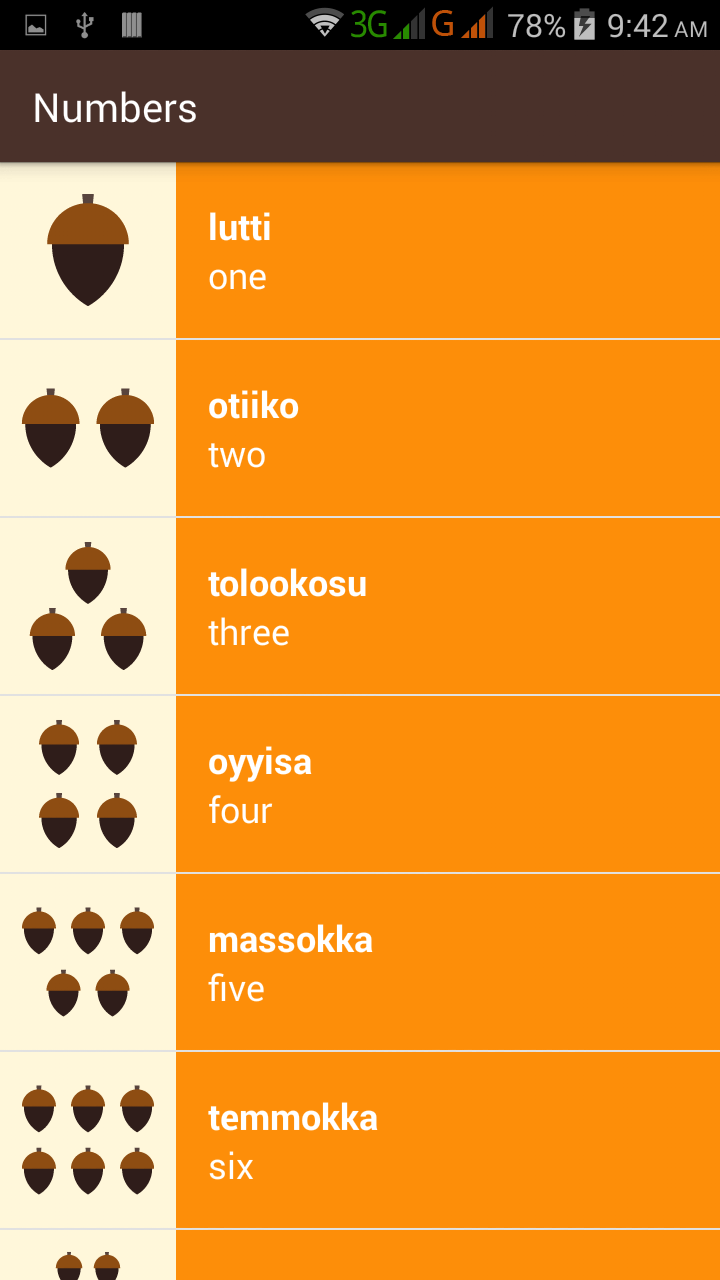 3G G 78% 9:42 AM
Numbers
lutti
one
otiiko
two
tolookosu
three
oyyisa
four
massokka
five
temmokka
six